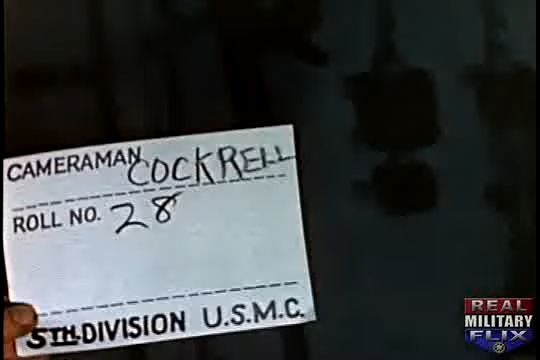 CAMERAMAN COCKRELL
ROLL NO. 28
5TH DIVISION U.S.M.C.
REAL
MILITARY
FLIX